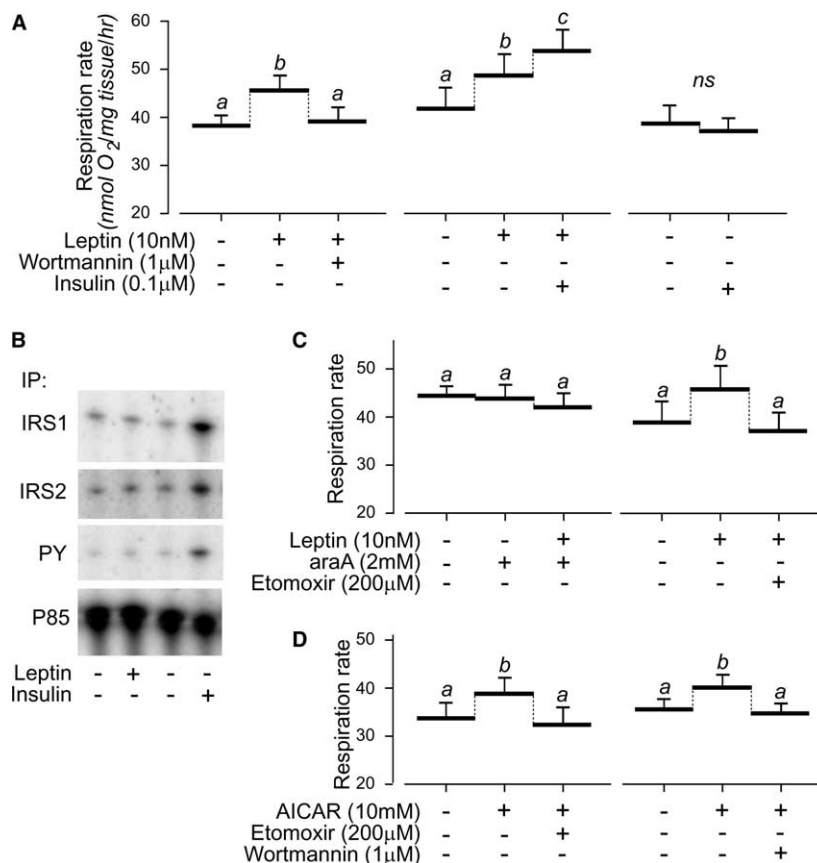 A
Respiration rate
(nmol O2/mg tissue/hr)
60
50
40
30
20
a b a
a b c
ns
Leptin (10nM) - + + - + + - -
Wortmannin (1μM) - - + - - - - -
Insulin (0.1μM) - - - - - + - +
B
IP:
IRS1
IRS2
PY
P85
Leptin - + - -
Insulin - - - +
C
Respiration rate
50
40
30
20
a a a
a b a
Leptin (10nM) - - + - + +
araA (2mM) - + + - - -
Etomoxir (200μM) - - - - - +
D
Respiration rate
50
40
30
20
a b a
a b a
AICAR (10mM) - + + - + +
Etomoxir (200μM) - - + - - -
Wortmannin (1μM) - - - - - +